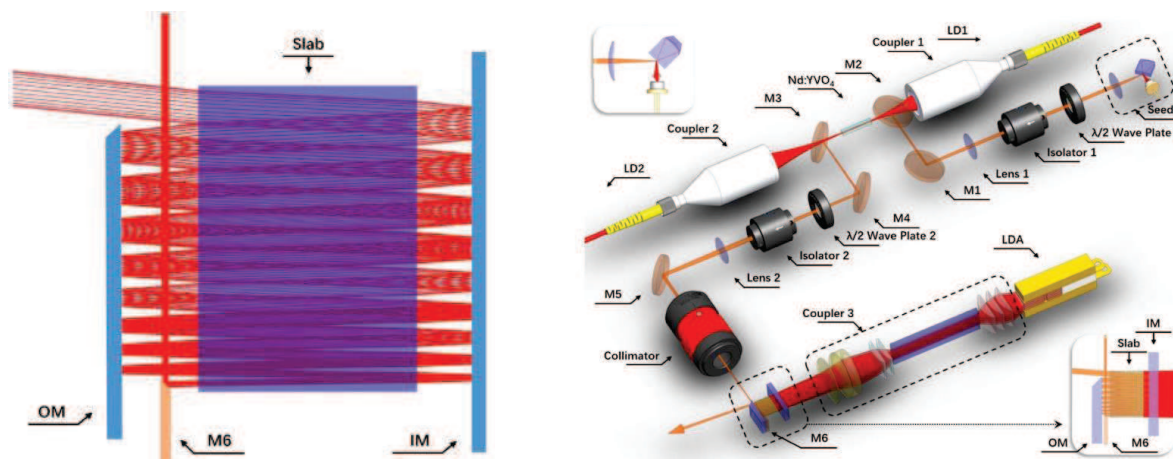 Slab
OM
M6
IM
LD1
Coupler 1
M2
Nd:YVO₄
M3
Coupler 2
LD2
Seed
λ/2 Wave Plate
Isolator 1
Lens 1
M1
M4
λ/2 Wave Plate 2
Isolator 2
Lens 2
M5
Collimator
LDA
Coupler 3
M6
IM
Slab
OM
M6